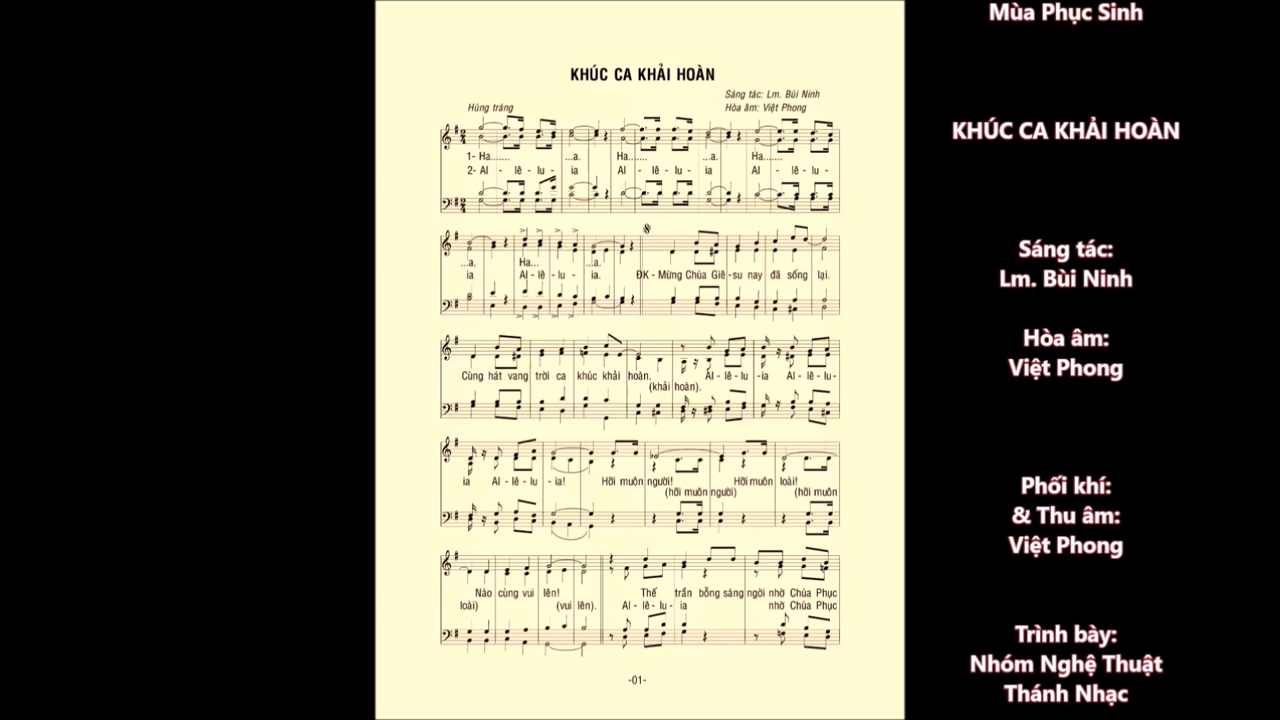 KHÚC CA KHẢI HOÀN
Sáng tác: Lm. Bùi Ninh
Hùng tráng
Hòa âm: Việt Phong
1- Ha....... ...a. Ha....... ...a. Ha.......
2- Al - lê - lu - ia Al - lê - lu - ia Al - lê - lu -
...a. Ha... ...a.
ia Al - lê - lu - ia. ĐK - Mừng Chúa Giê -su nay đã sống lại.
Cùng hát vang trời ca khúc khải hoàn. Al - lê - lu -ia Al - lê - lu-
(khải hoàn).
ia Al - lê - lu - ia! Hỡi muôn người! Hỡi muôn loài!
(hỡi muôn người) (hỡi muôn
Nào cùng vui lên! Thế trần bỗng sáng ngời nhờ Chúa Phục
loài) (vui lên). Al - lê - lu - ia nhờ Chúa Phục
-01-
Mùa Phục Sinh
KHÚC CA KHẢI HOÀN
Sáng tác:
Lm. Bùi Ninh
Hòa âm:
Việt Phong
Phối khí:
& Thu âm:
Việt Phong
Trình bày:
Nhóm Nghệ Thuật
Thánh Nhạc